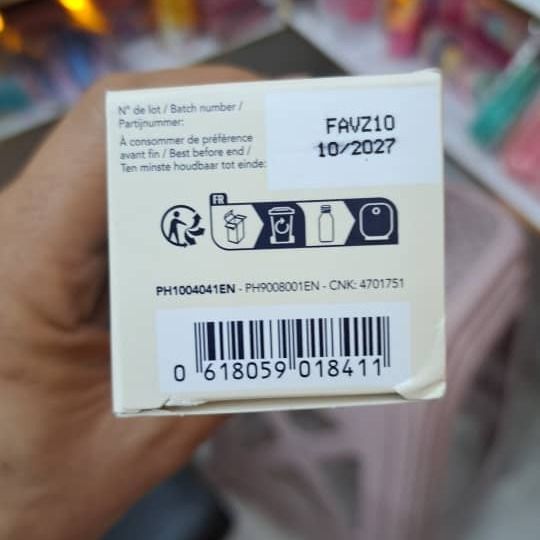 N° de lot / Batch number /
Partijnummer:
FAVZ10
À consommer de préférence
avant fin / Best before end /
Ten minste houdbaar tot einde:
10/2027
FR
PH1004041EN - PH9008001EN - CNK: 4701751
0 618059 018411